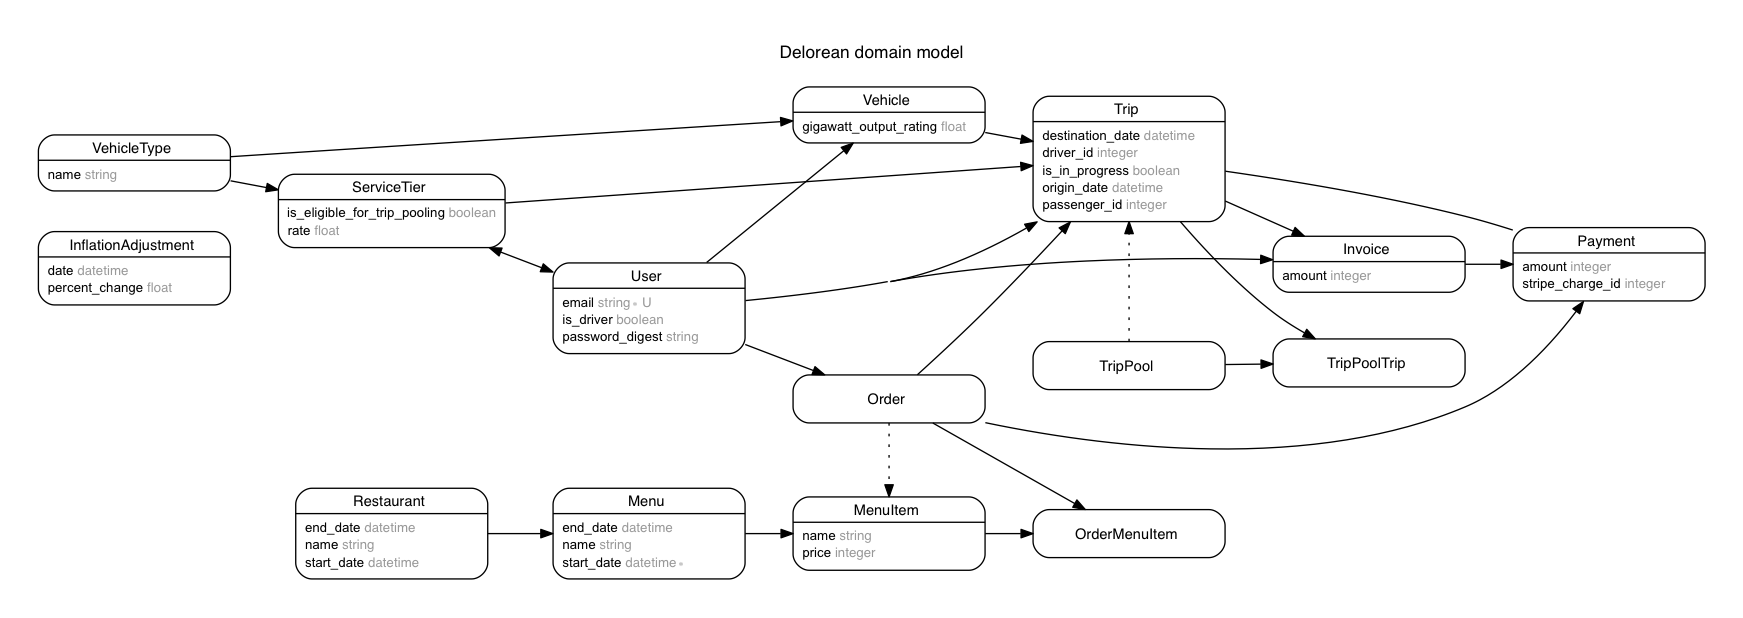 Delorean domain model
VehicleType
name string
InflationAdjustment
date datetime
percent_change float
ServiceTier
is_eligible_for_trip_pooling boolean
rate float
User
email string * U
is_driver boolean
password_digest string
Vehicle
gigawatt_output_rating float
Trip
destination_date datetime
driver_id integer
is_in_progress boolean
origin_date datetime
passenger_id integer
Invoice
amount integer
Payment
amount integer
stripe_charge_id integer
TripPool
TripPoolTrip
Order
Restaurant
end_date datetime
name string
start_date datetime
Menu
end_date datetime
name string
start_date datetime *
MenuItem
name string
price integer
OrderMenuItem